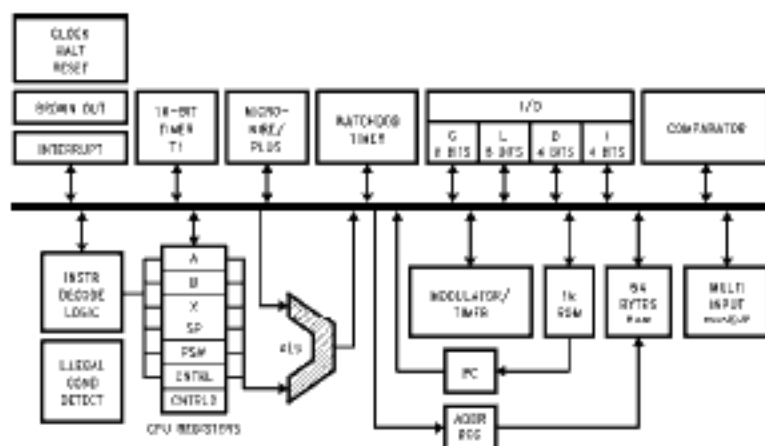 CLOCK
HALT
RESET
BROWN OUT
INTERRUPT
16-BIT
TIMER
T1
MICRO-
WIRE/
PLUS
WATCHDOG
TIMER
I/O
G
8 BITS
L
8 BITS
D
4 BITS
I
4 BITS
COMPARATOR
INSTR
DECODE
LOGIC
ILLEGAL
COND
DETECT
A
B
X
SP
PSW
CNTRL
CNTRL2
CPU REGISTERS
ALU
MODULATOR/
TIMER
1k
ROM
64
BYTES
RAM
MULTI
INPUT
PC
ADDR
REG